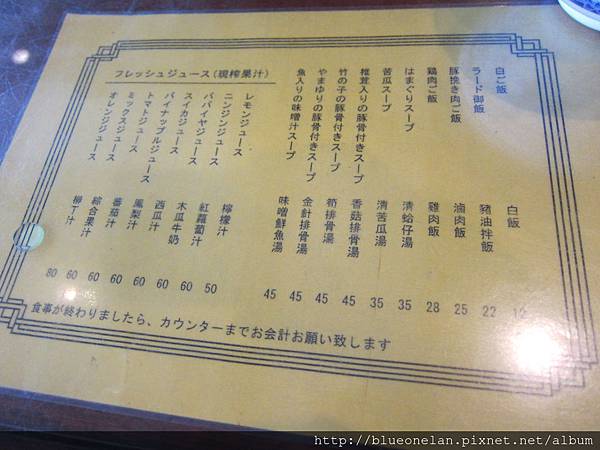 白ご飯 白飯 12
ラード御飯 豬油拌飯 22
豚挽き肉ご飯 滷肉飯 25
鶏肉ご飯 雞肉飯 28
はまぐりスープ 清蛤仔湯 35
苦瓜スープ 清苦瓜湯 35
椎茸入りの豚骨付きスープ 香菇排骨湯 45
竹の子の豚骨付きスープ 筍排骨湯 45
やまゆりの豚骨付きスープ 金針排骨湯 45
魚入りの味噌汁スープ 味噌鮮魚湯 45
フレッシュジュース(現榨果汁)
レモンジュース 檸檬汁 50
ニンジンジュース 紅蘿蔔汁 60
パパイヤジュース 木瓜牛奶 60
スイカジュース 西瓜汁 60
パイナップルジュース 鳳梨汁 60
トマトジュース 番茄汁 60
ミックスジュース 綜合果汁 60
オレンジジュース 柳丁汁 80
食事が終わりましたら、カウンターまでお会計お願い致します
http://blueonelan.pixnet.net/album